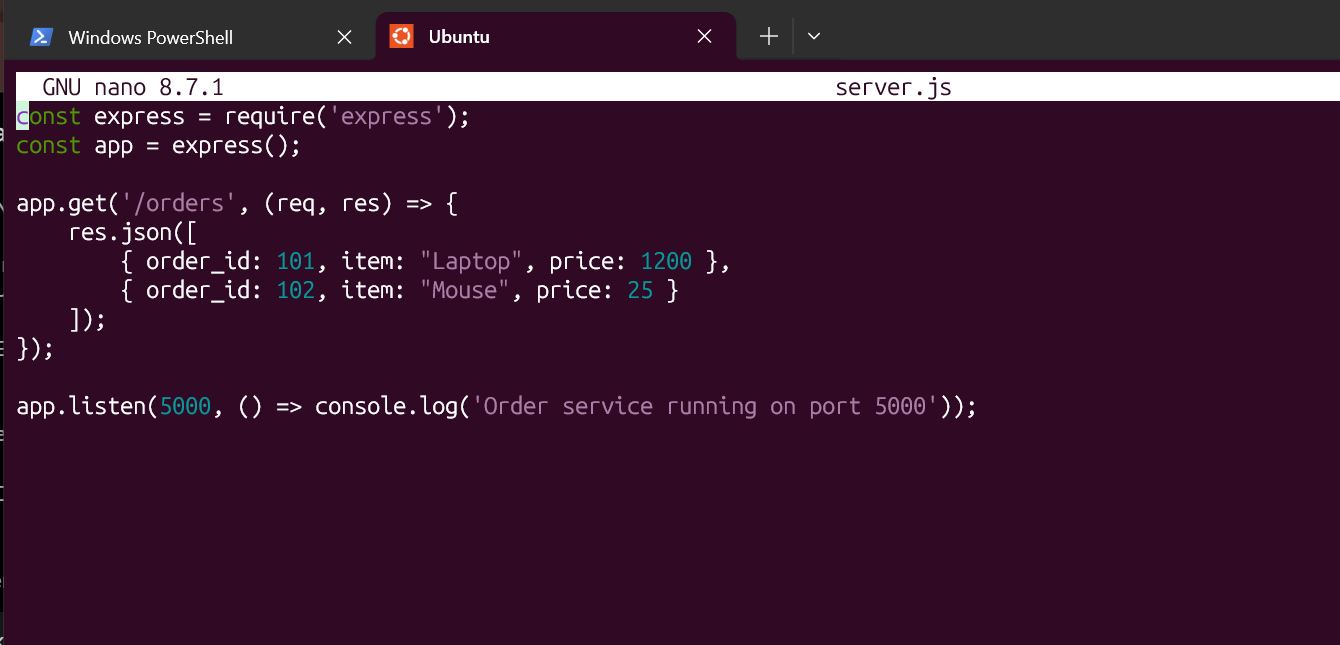 Windows PowerShell
Ubuntu
GNU nano 8.7.1 server.js
const express = require('express');
const app = express();
app.get('/orders', (req, res) => {
    res.json([
        { order_id: 101, item: "Laptop", price: 1200 },
        { order_id: 102, item: "Mouse", price: 25 }
    ]);
});
app.listen(5000, () => console.log('Order service running on port 5000'));